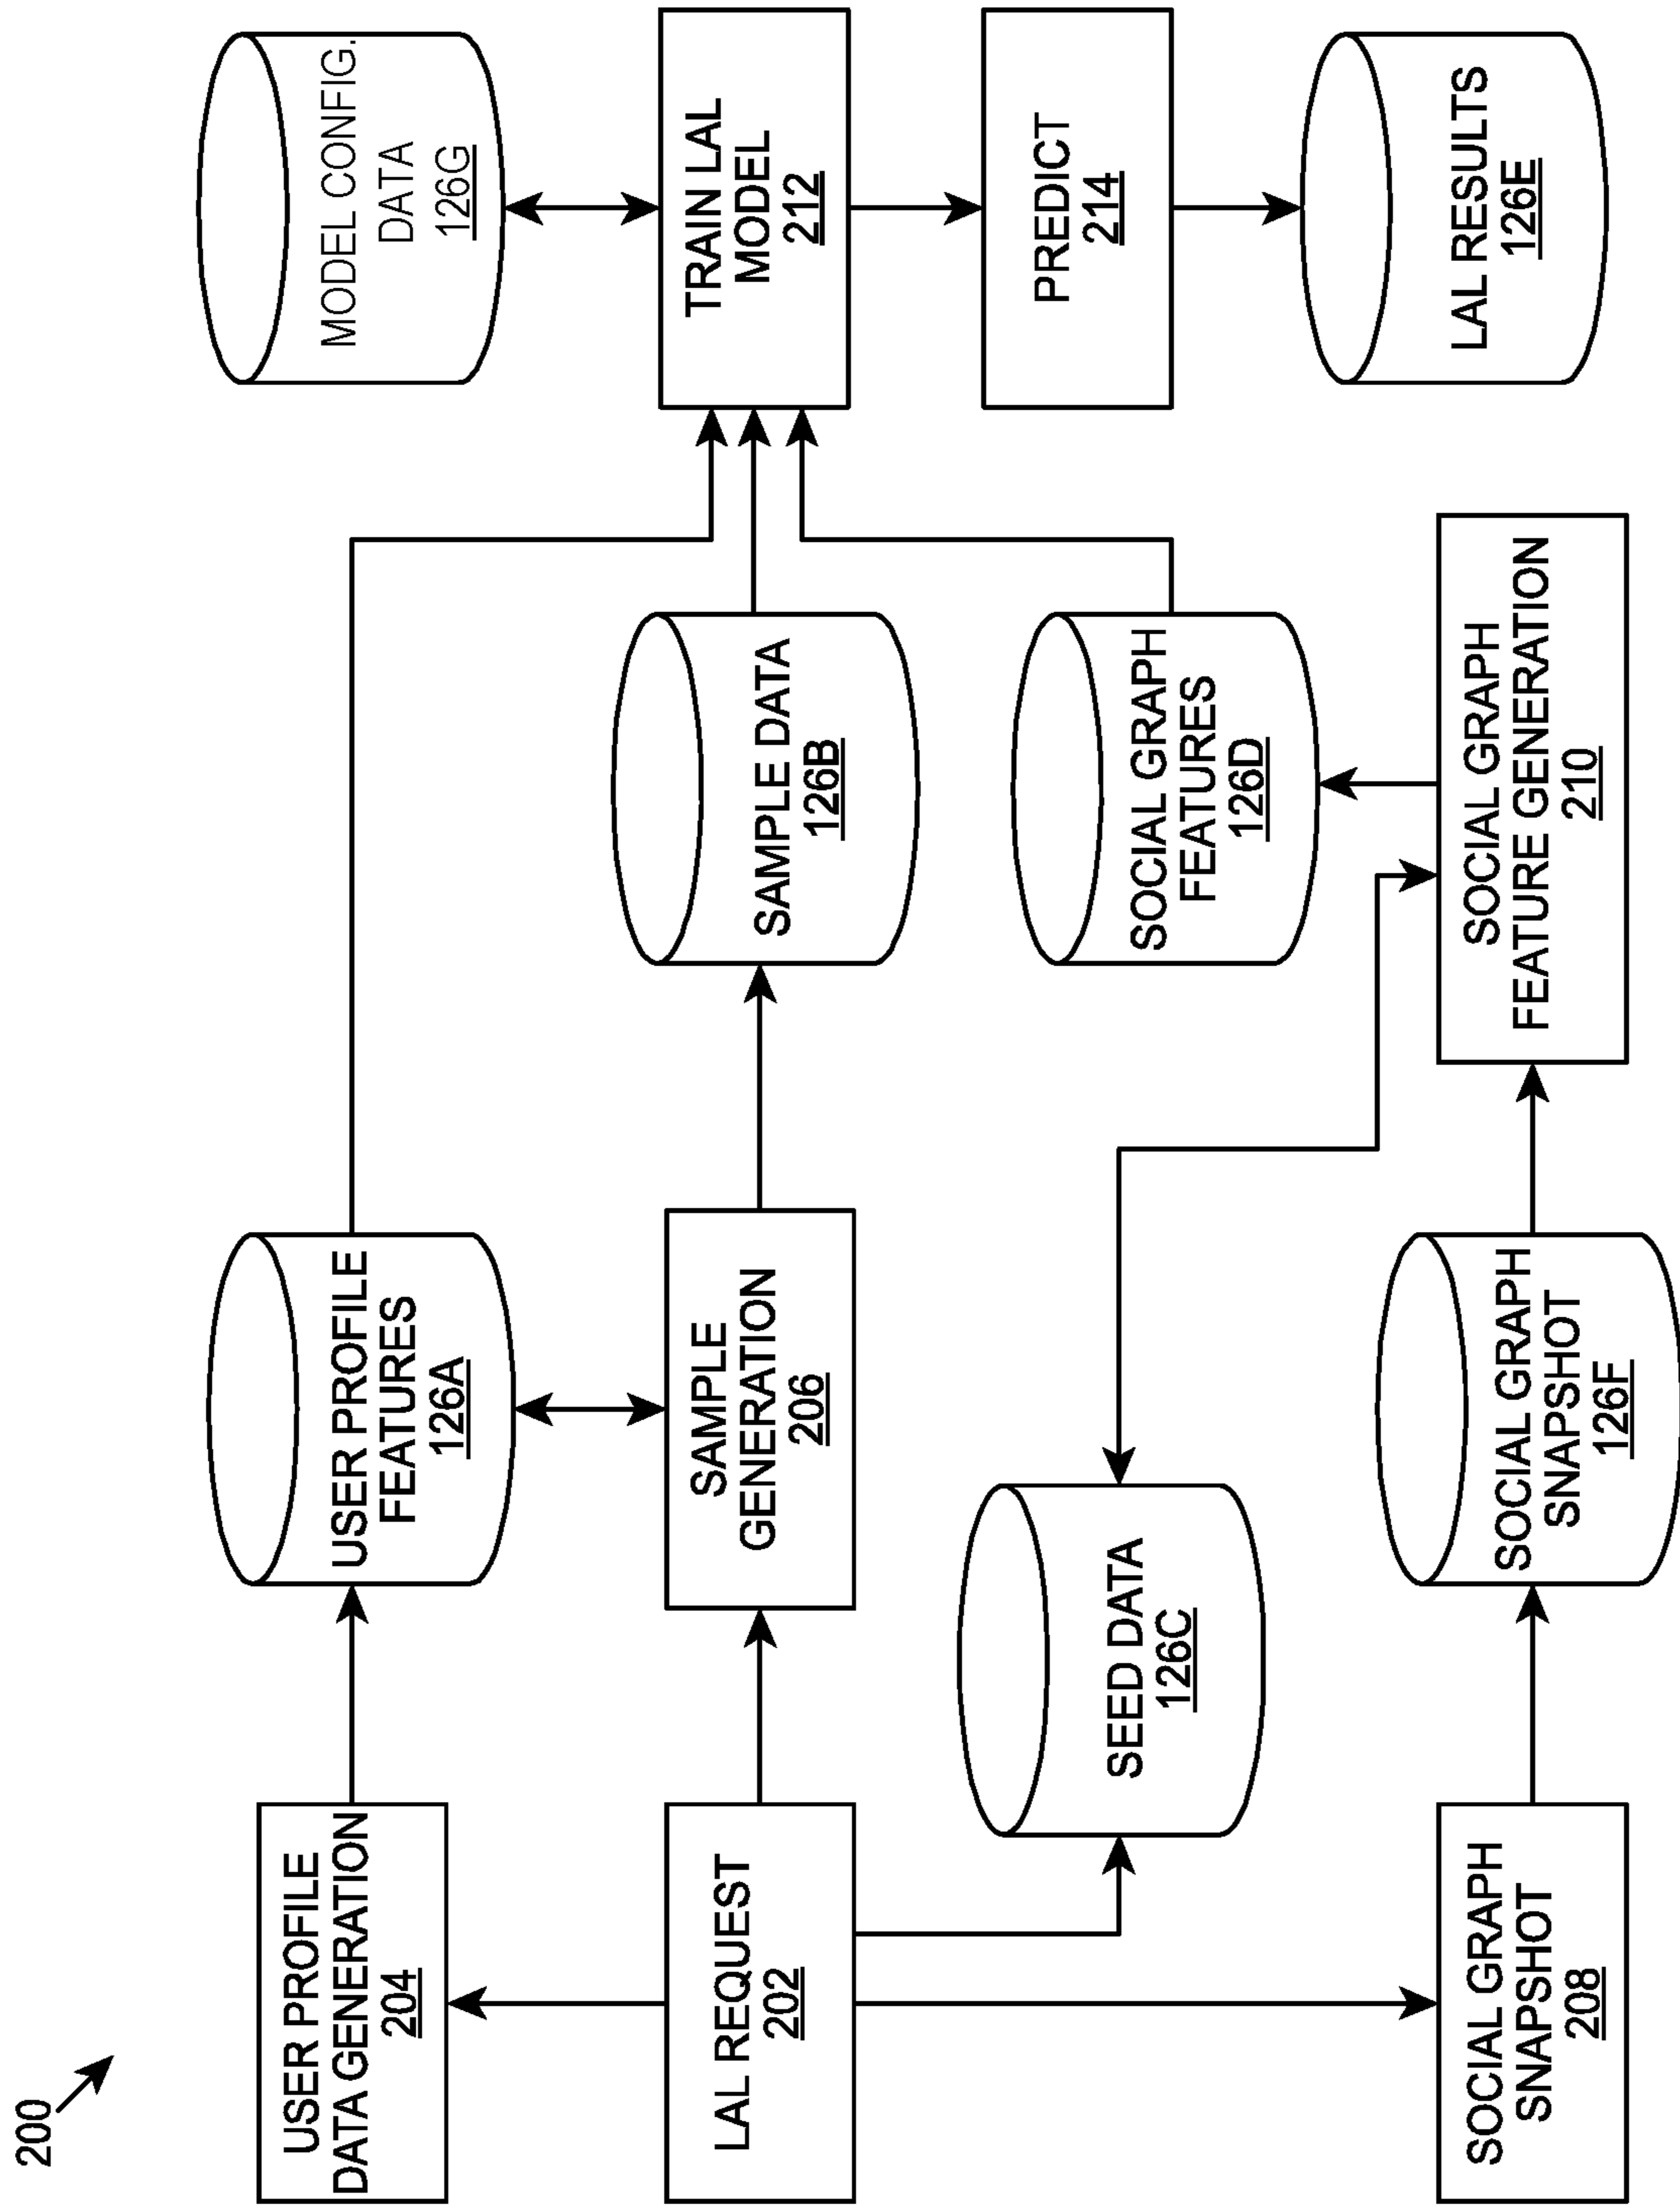 200
USER PROFILE
DATA GENERATION
204
USER PROFILE
FEATURES
126A
MODEL CONFIG.
DATA
126G
LAL REQUEST
202
SAMPLE
GENERATION
206
SAMPLE DATA
126B
TRAIN LAL
MODEL
212
SEED DATA
126C
SOCIAL GRAPH
FEATURES
126D
PREDICT
214
SOCIAL GRAPH
SNAPSHOT
208
SOCIAL GRAPH
SNAPSHOT
126F
SOCIAL GRAPH
FEATURE GENERATION
210
LAL RESULTS
126E